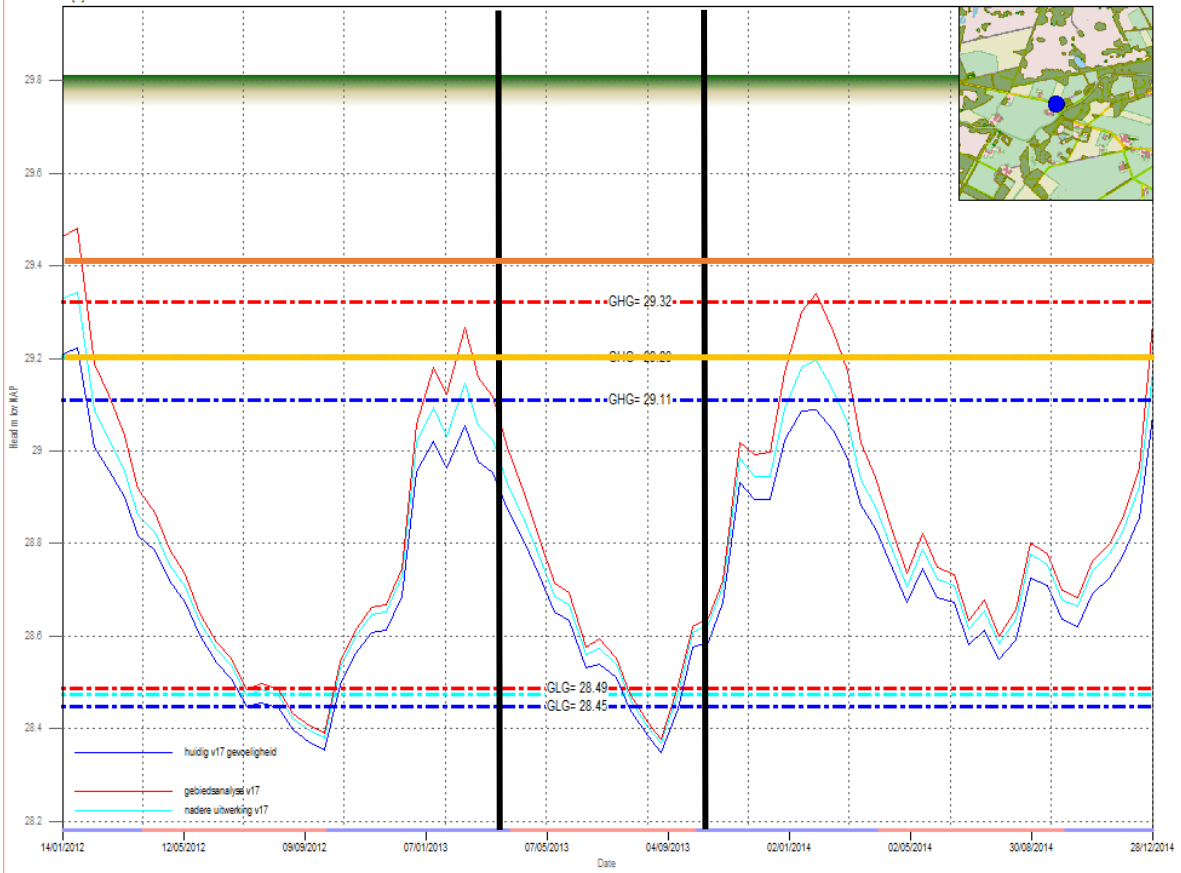 29.8
29.6
29.4
29.2
29
28.8
28.6
28.4
28.2
GHG= 29.32
GHG= 29.11
GLG= 28.49
GLG= 28.45
huidig v17 gevoeligheid
gebiedsanalyse v17
nadere uitwerking v17
14/01/2012
12/05/2012
09/09/2012
07/01/2013
07/05/2013
04/09/2013
02/01/2014
02/05/2014
30/08/2014
28/12/2014
Date